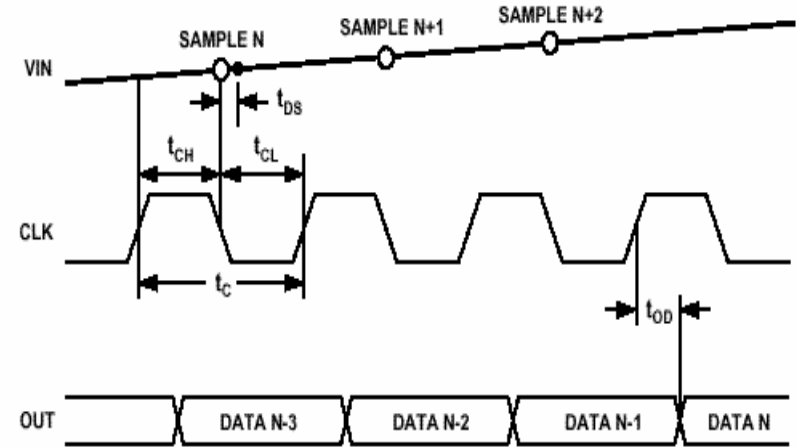 SAMPLE N
SAMPLE N+1
SAMPLE N+2
VIN
tDS
tCH
tCL
CLK
tC
tOD
OUT
DATA N-3
DATA N-2
DATA N-1
DATA N